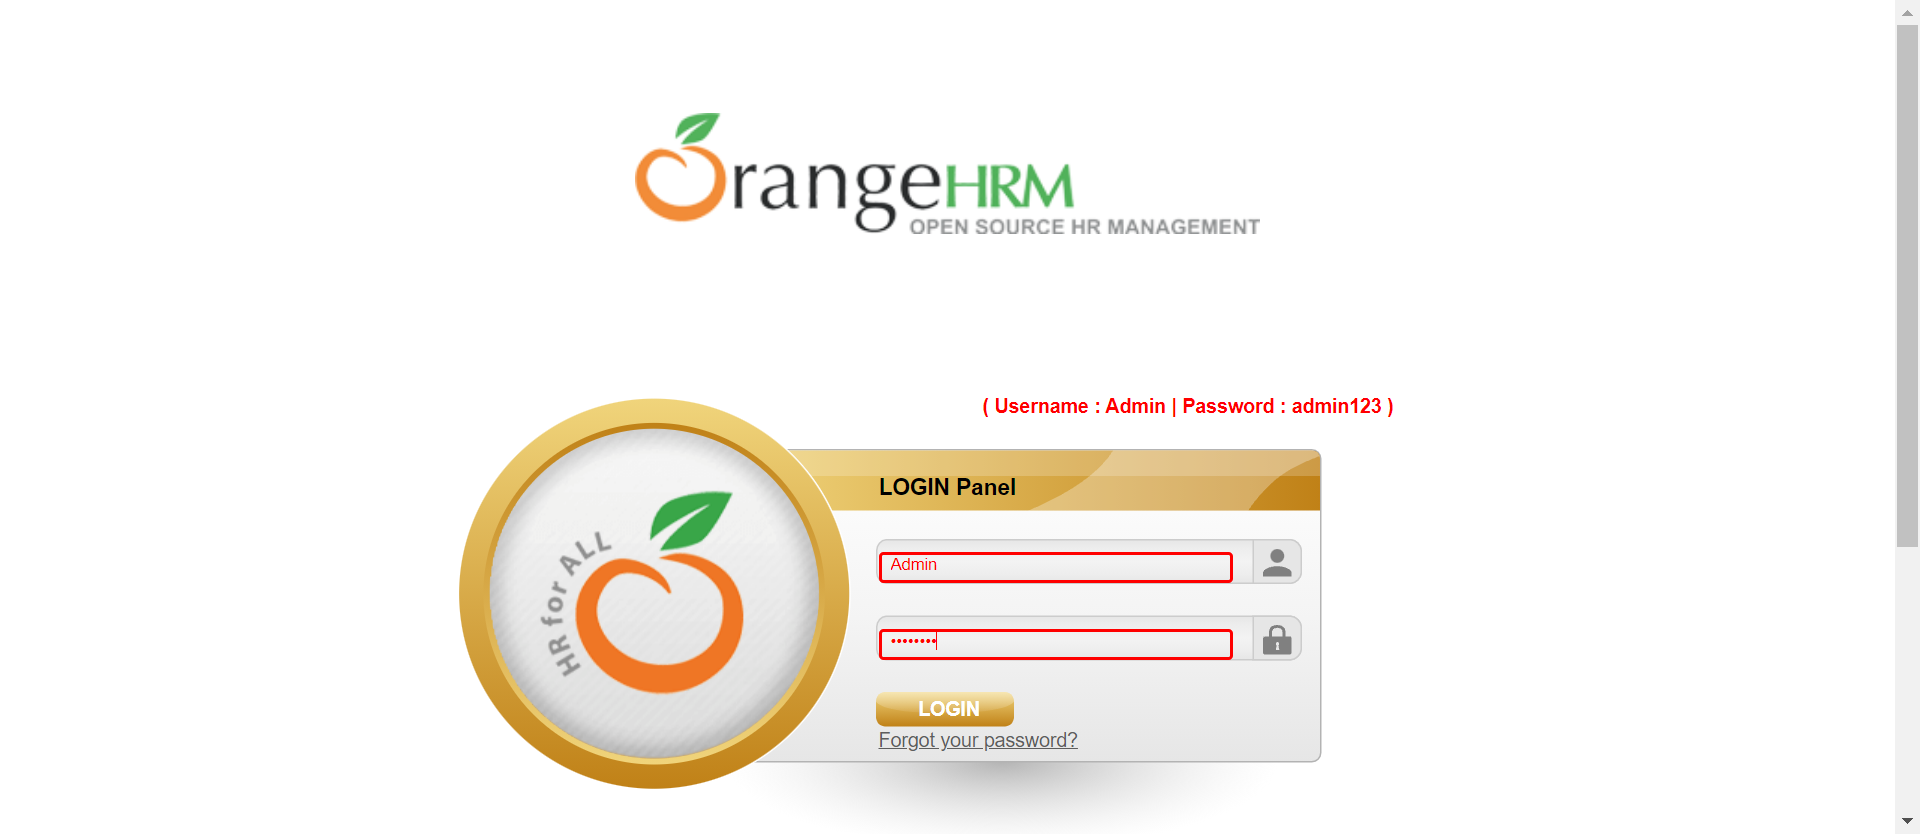 OrangeHRM
OPEN SOURCE HR MANAGEMENT
( Username : Admin | Password : admin123 )
LOGIN Panel
HR for ALL
Admin
••••••••
LOGIN
Forgot your password?